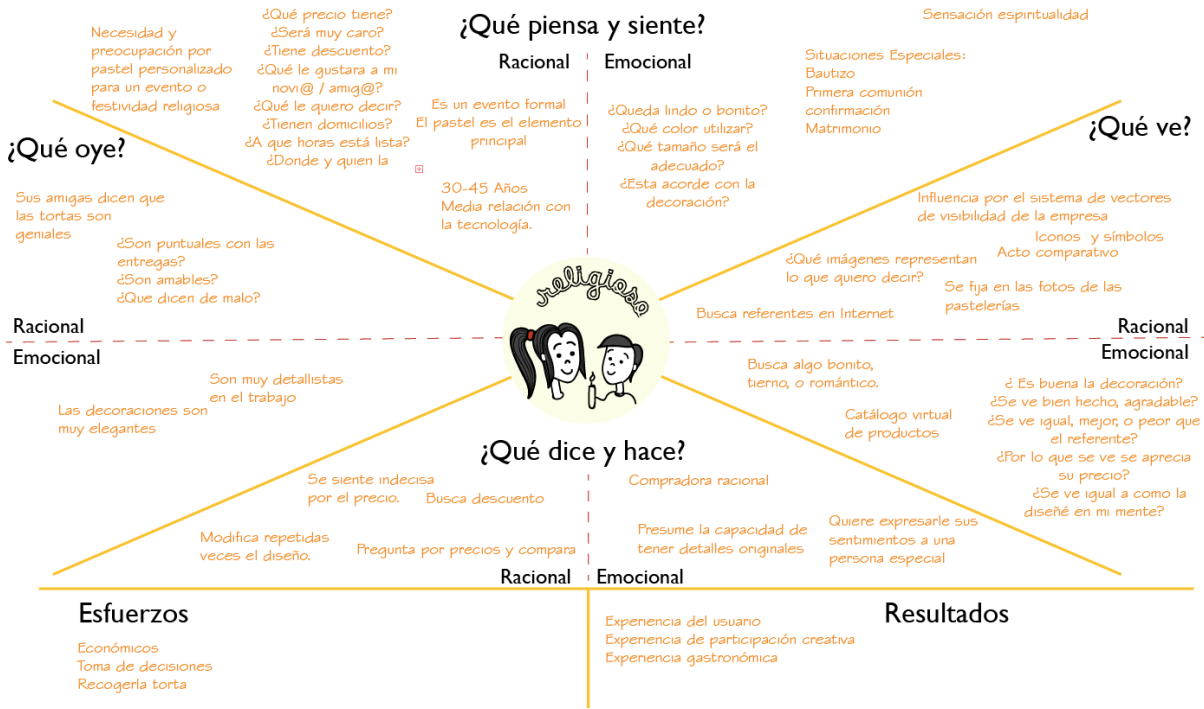 ¿Qué piensa y siente?
Racional
Emocional
Necesidad y
preocupación por
pastel personalizado
para un evento o
festividad religiosa
¿Qué precio tiene?
¿Será muy caro?
¿Tiene descuento?
¿Qué le gustara a mi
novi@ / amig@?
¿Qué le quiero decir?
¿Tienen domicilios?
¿A que horas está lista?
¿Donde y quien la
Es un evento formal
El pastel es el elemento
principal
30-45 Años
Media relación con
la tecnología.
¿Queda lindo o bonito?
¿Qué color utilizar?
¿Qué tamaño será el
adecuado?
¿Esta acorde con la
decoración?
Sensación espiritualidad
Situaciones Especiales:
Bautizo
Primera comunión
confirmación
Matrimonio
¿Qué oye?
Sus amigas dicen que
las tortas son
geniales
¿Son puntuales con las
entregas?
¿Son amables?
¿Que dicen de malo?
Racional
Emocional
Son muy detallistas
en el trabajo
Las decoraciones son
muy elegantes
religioso
¿Qué ve?
Influencia por el sistema de vectores
de visibilidad de la empresa
Iconos y símbolos
Acto comparativo
¿Qué imágenes representan
lo que quiero decir?
Se fija en las fotos de las
pastelerías
Busca referentes en Internet
Racional
Emocional
Busca algo bonito,
tierno, o romántico.
Catálogo virtual
de productos
¿ Es buena la decoración?
¿Se ve bien hecho, agradable?
¿Se ve igual, mejor, o peor que
el referente?
¿Por lo que se ve se aprecia
su precio?
¿Se ve igual a como la
diseñé en mi mente?
¿Qué dice y hace?
Se siente indecisa
por el precio.
Busca descuento
Modifica repetidas
veces el diseño.
Pregunta por precios y compara
Compradora racional
Presume la capacidad de
tener detalles originales
Quiere expresarle sus
sentimientos a una
persona especial
Racional
Emocional
Esfuerzos
Económicos
Toma de decisiones
Recogerla torta
Resultados
Experiencia del usuario
Experiencia de participación creativa
Experiencia gastronómica